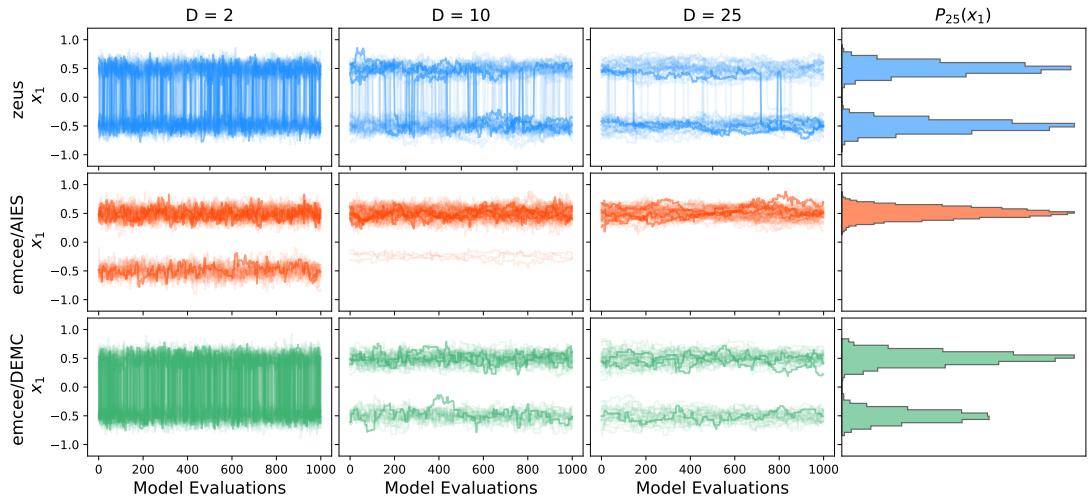 D = 2
D = 10
D = 25
P₂₅(x₁)
zeus
x₁
1.0
0.5
0.0
−0.5
−1.0
emcee/AIES
x₁
1.0
0.5
0.0
−0.5
−1.0
emcee/DEMC
x₁
1.0
0.5
0.0
−0.5
−1.0
0 200 400 600 800 1000
0 200 400 600 800 1000
0 200 400 600 800 1000
Model Evaluations
Model Evaluations
Model Evaluations